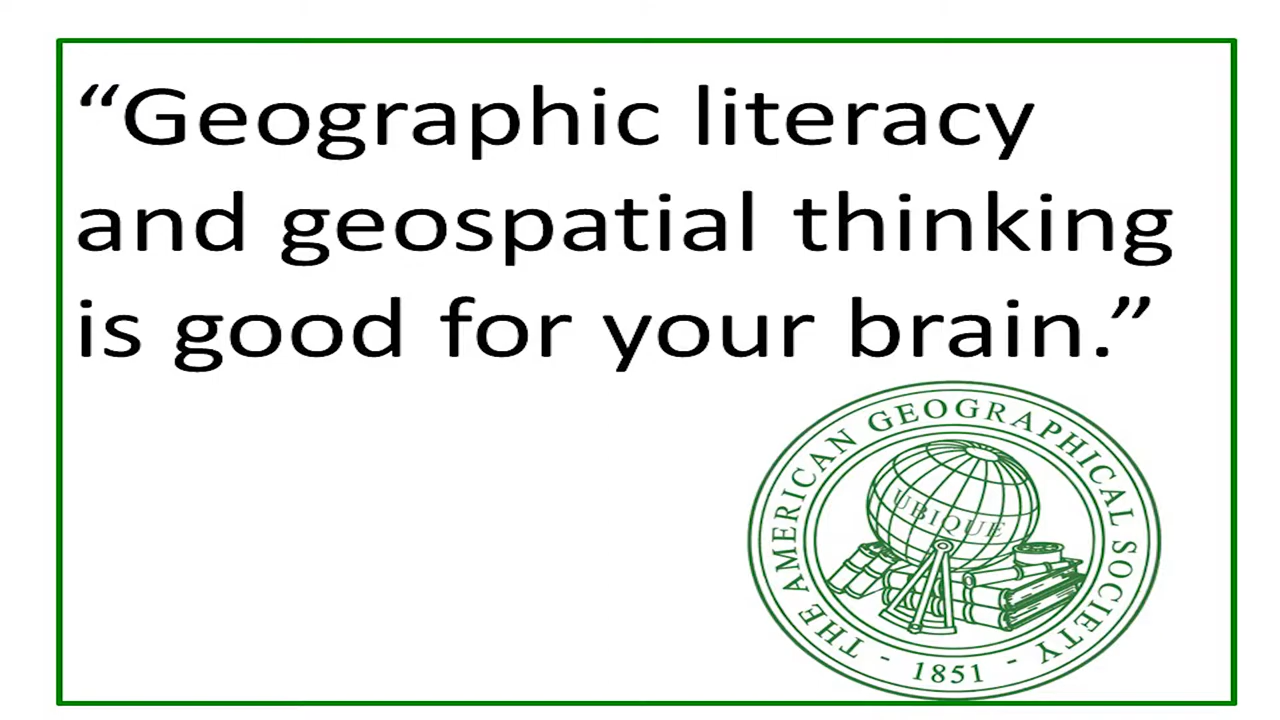 “Geographic literacy
and geospatial thinking
is good for your brain.”
THE AMERICAN GEOGRAPHICAL SOCIETY
UBIQUE
- 1851 -